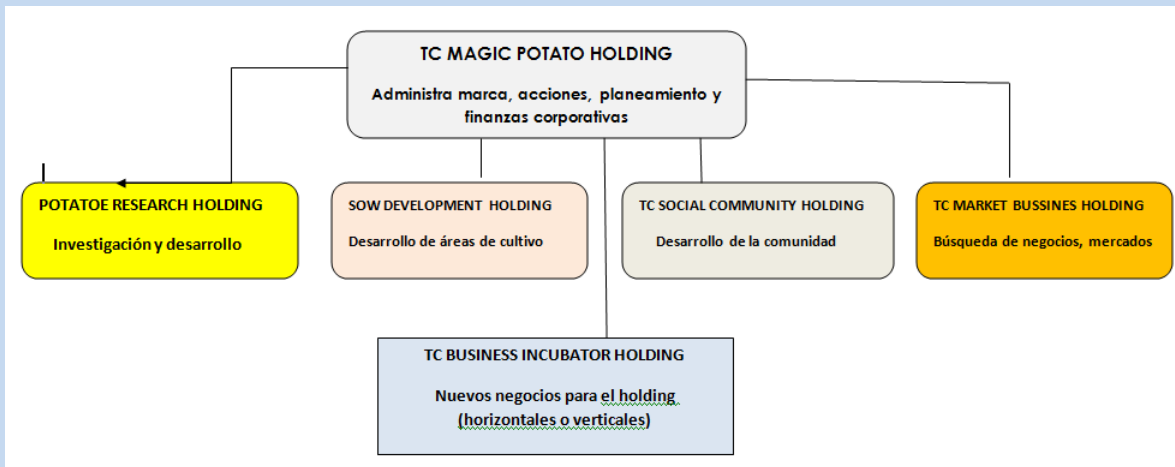 TC MAGIC POTATO HOLDING
Administra marca, acciones, planeamiento y
finanzas corporativas
POTATOE RESEARCH HOLDING
Investigación y desarrollo
SOW DEVELOPMENT HOLDING
Desarrollo de áreas de cultivo
TC SOCIAL COMMUNITY HOLDING
Desarrollo de la comunidad
TC MARKET BUSSINES HOLDING
Búsqueda de negocios, mercados
TC BUSINESS INCUBATOR HOLDING
Nuevos negocios para el holding
(horizontales o verticales)